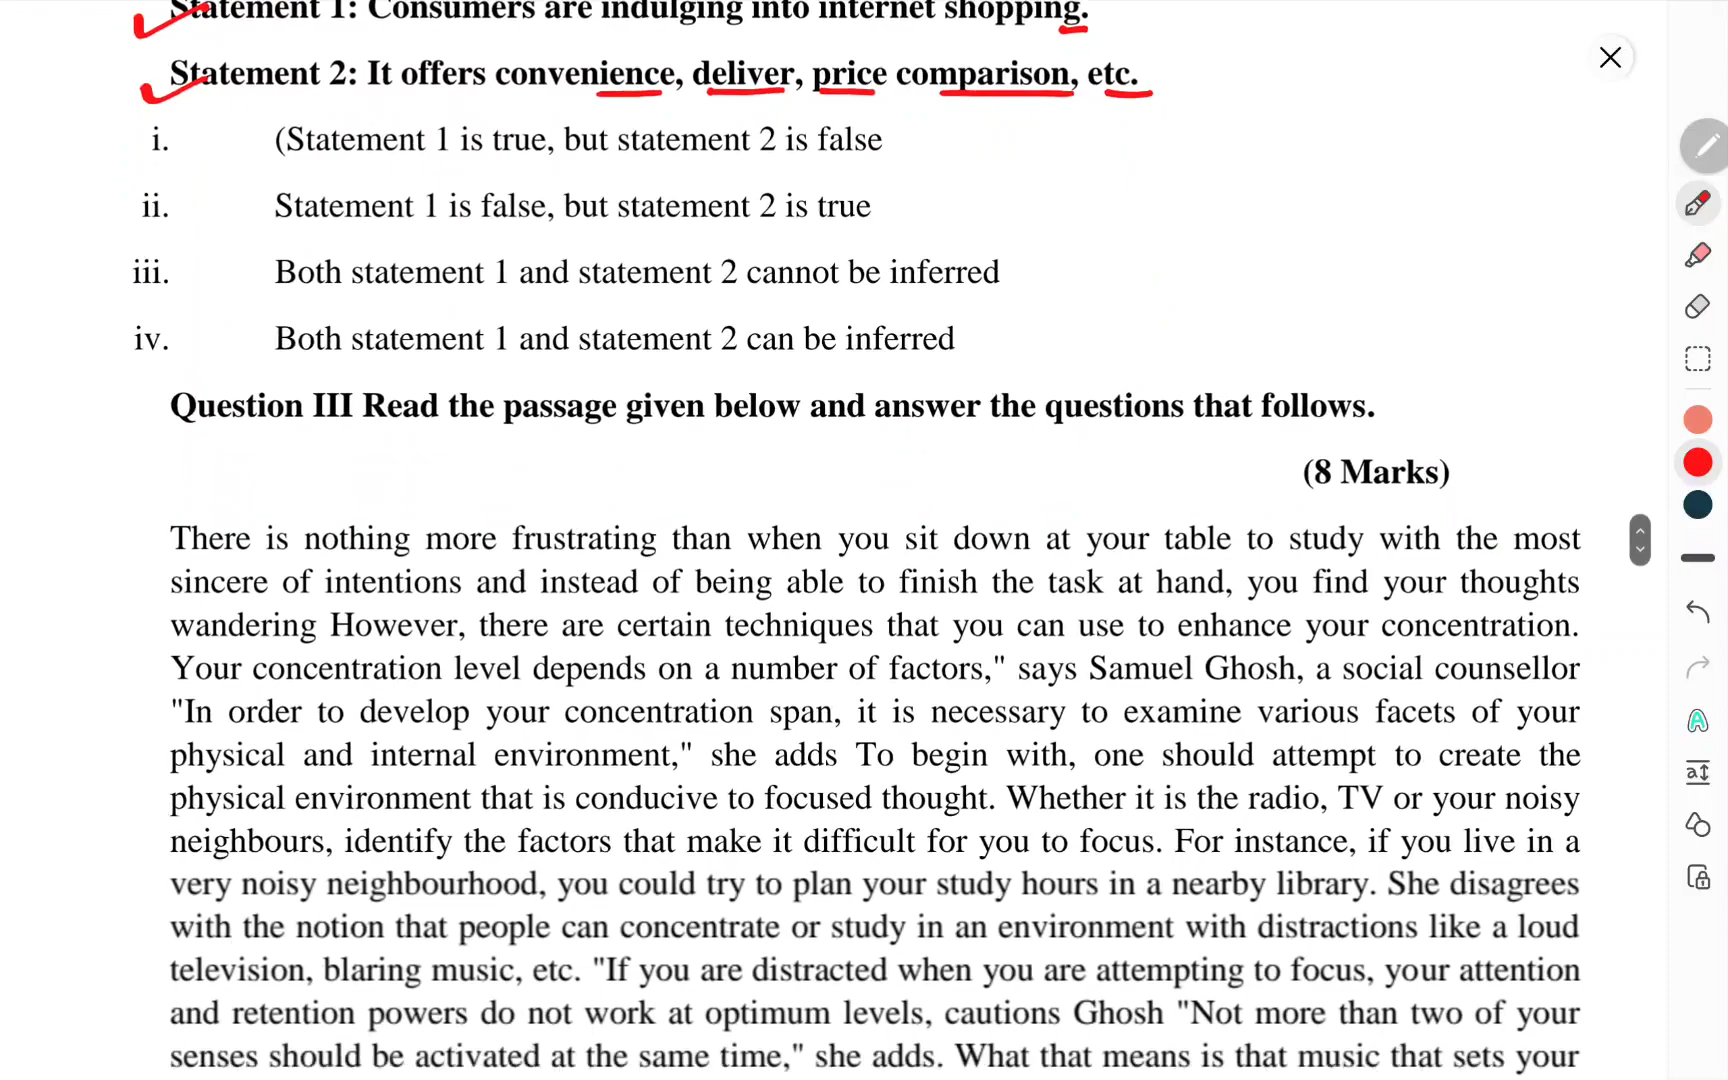 Statement 1: Consumers are indulging into internet shopping.
Statement 2: It offers convenience, deliver, price comparison, etc.
i. (Statement 1 is true, but statement 2 is false
ii. Statement 1 is false, but statement 2 is true
iii. Both statement 1 and statement 2 cannot be inferred
iv. Both statement 1 and statement 2 can be inferred
Question III Read the passage given below and answer the questions that follows.
(8 Marks)
There is nothing more frustrating than when you sit down at your table to study with the most
sincere of intentions and instead of being able to finish the task at hand, you find your thoughts
wandering However, there are certain techniques that you can use to enhance your concentration.
Your concentration level depends on a number of factors," says Samuel Ghosh, a social counsellor
"In order to develop your concentration span, it is necessary to examine various facets of your
physical and internal environment," she adds To begin with, one should attempt to create the
physical environment that is conducive to focused thought. Whether it is the radio, TV or your noisy
neighbours, identify the factors that make it difficult for you to focus. For instance, if you live in a
very noisy neighbourhood, you could try to plan your study hours in a nearby library. She disagrees
with the notion that people can concentrate or study in an environment with distractions like a loud
television, blaring music, etc. "If you are distracted when you are attempting to focus, your attention
and retention powers do not work at optimum levels, cautions Ghosh "Not more than two of your
senses should be activated at the same time," she adds. What that means is that music that sets your